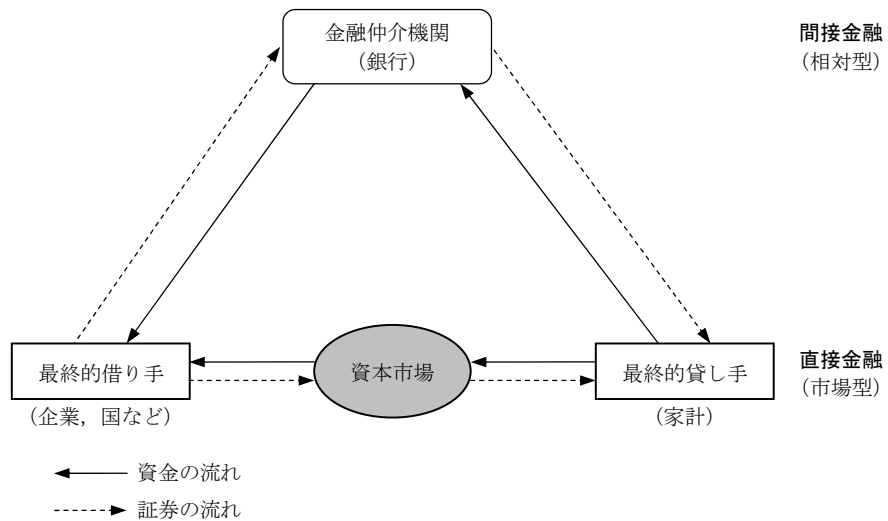 金融仲介機関
（銀行）
間接金融
（相対型）
最終的借り手
（企業，国など）
資本市場
最終的貸し手
（家計）
直接金融
（市場型）
資金の流れ
証券の流れ